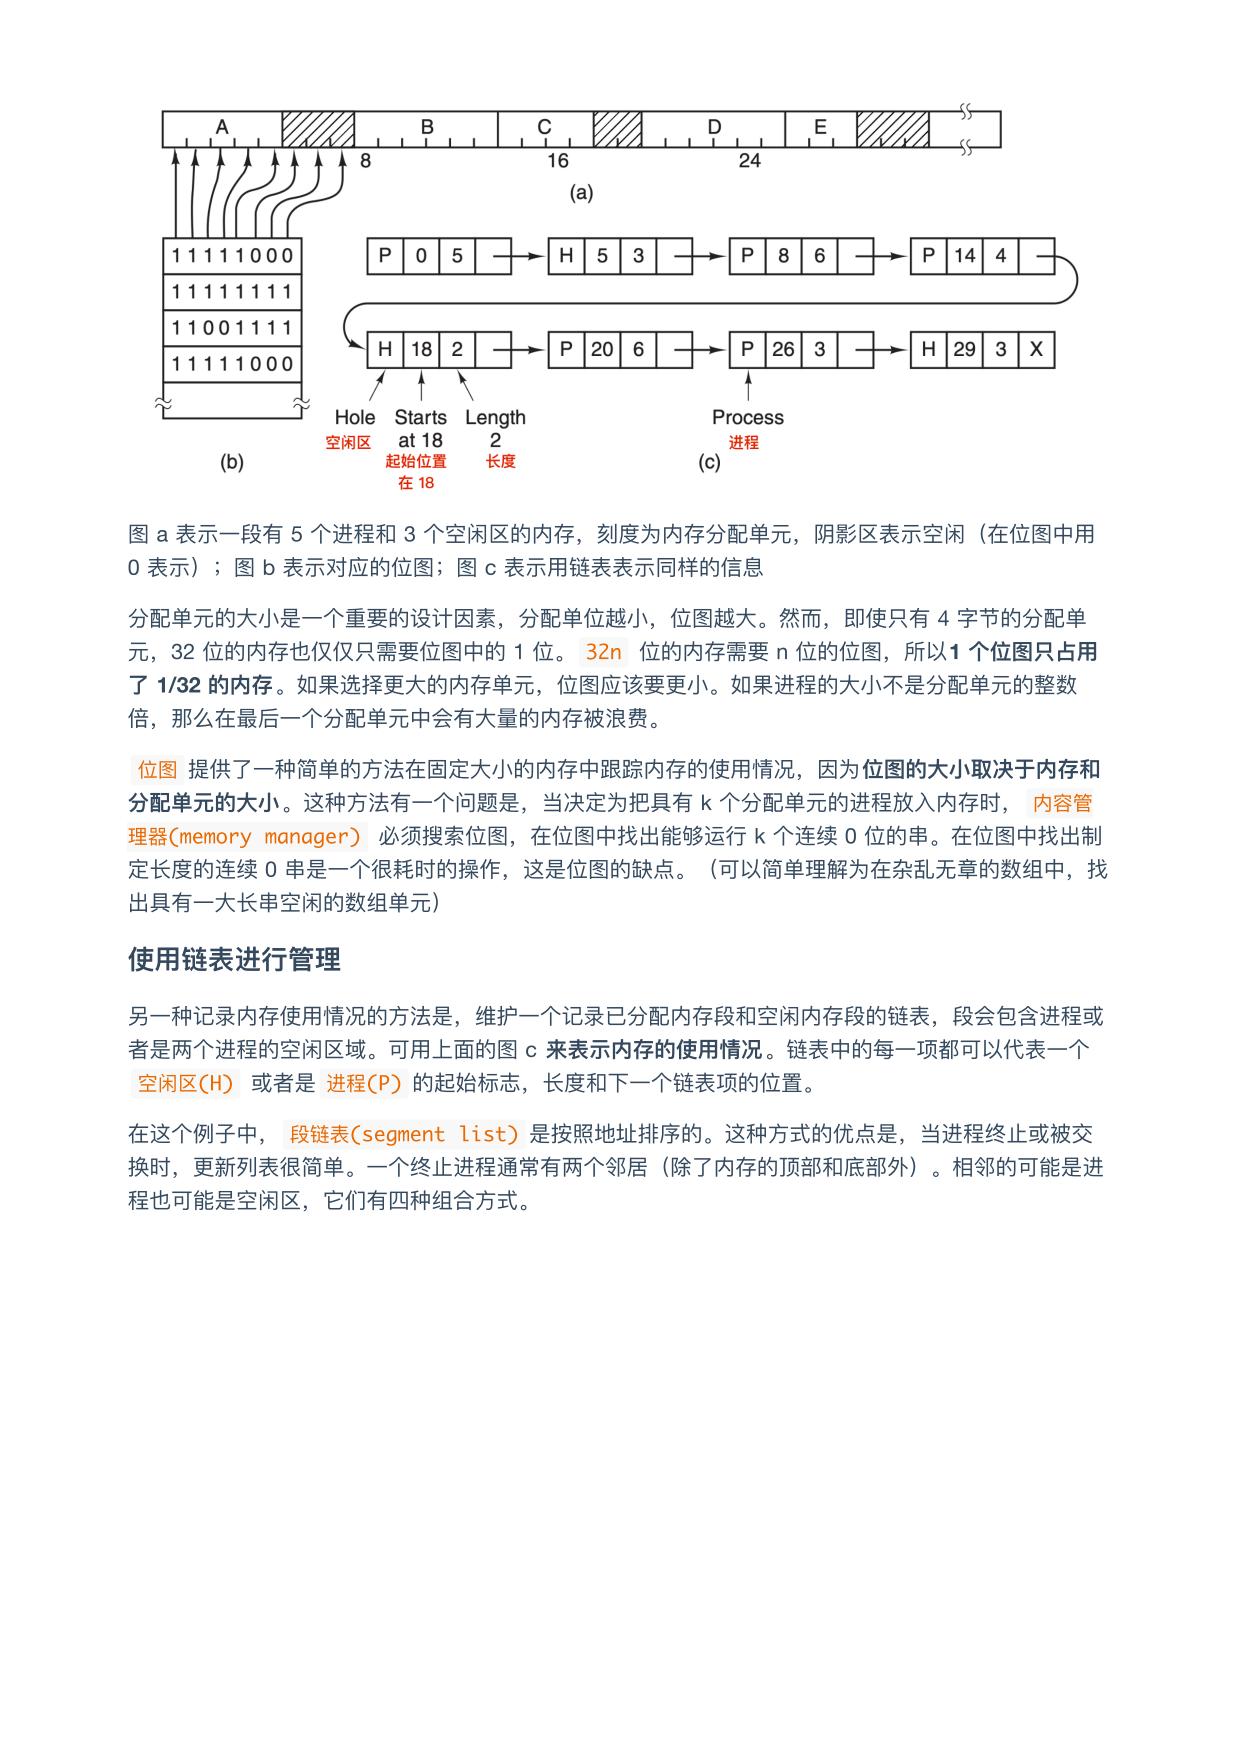 A B C D E
8 16 24
(a)
1 1 1 1 1 0 0 0
1 1 1 1 1 1 1 1
1 1 0 0 1 1 1 1
1 1 1 1 1 0 0 0
(b)
P 0 5 H 5 3 P 8 6 P 14 4
H 18 2 P 20 6 P 26 3 H 29 3 X
Hole Starts Length Process
空闲区 at 18 2 进程
起始位置 长度
在 18
(c)
图 a 表示一段有 5 个进程和 3 个空闲区的内存，刻度为内存分配单元，阴影区表示空闲（在位图中用
0 表示）；图 b 表示对应的位图；图 c 表示用链表表示同样的信息
分配单元的大小是一个重要的设计因素，分配单位越小，位图越大。然而，即使只有 4 字节的分配单
元，32 位的内存也仅仅只需要位图中的 1 位。 32n 位的内存需要 n 位的位图，所以1 个位图只占用
了 1/32 的内存。如果选择更大的内存单元，位图应该要更小。如果进程的大小不是分配单元的整数
倍，那么在最后一个分配单元中会有大量的内存被浪费。
位图 提供了一种简单的方法在固定大小的内存中跟踪内存的使用情况，因为位图的大小取决于内存和
分配单元的大小。这种方法有一个问题是，当决定为把具有 k 个分配单元的进程放入内存时， 内容管
理器(memory manager) 必须搜索位图，在位图中找出能够运行 k 个连续 0 位的串。在位图中找出制
定长度的连续 0 串是一个很耗时的操作，这是位图的缺点。（可以简单理解为在杂乱无章的数组中，找
出具有一大长串空闲的数组单元）
使用链表进行管理
另一种记录内存使用情况的方法是，维护一个记录已分配内存段和空闲内存段的链表，段会包含进程或
者是两个进程的空闲区域。可用上面的图 c 来表示内存的使用情况。链表中的每一项都可以代表一个
空闲区(H) 或者是 进程(P) 的起始标志，长度和下一个链表项的位置。
在这个例子中， 段链表(segment list) 是按照地址排序的。这种方式的优点是，当进程终止或被交
换时，更新列表很简单。一个终止进程通常有两个邻居（除了内存的顶部和底部外）。相邻的可能是进
程也可能是空闲区，它们有四种组合方式。